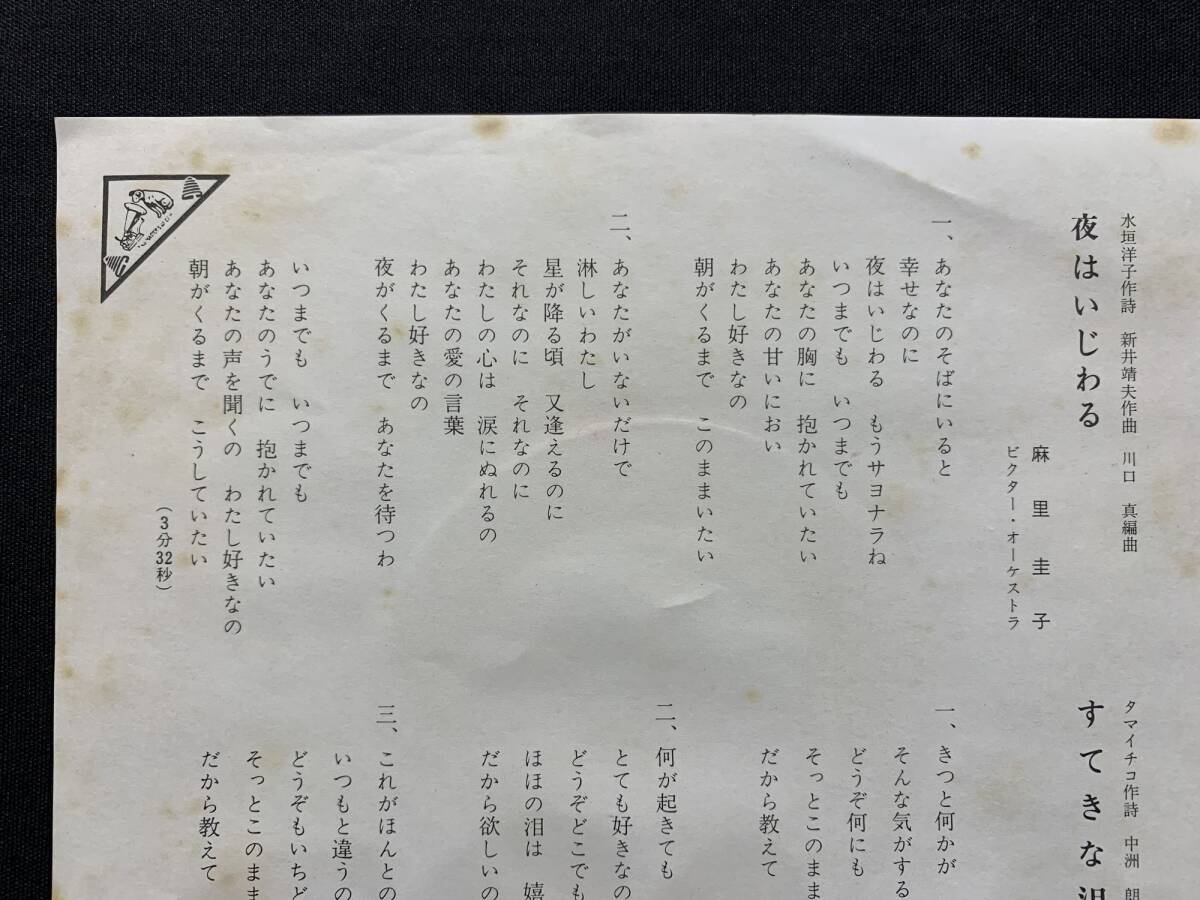 水垣洋子作詩　新井靖夫作曲　川口　真編曲
夜はいじわる
麻里圭子
ビクター・オーケストラ
一、あなたのそばにいると
幸せなのに
夜はいじわる　もうサヨナラね
いつまでも　いつまでも
あなたの胸に　抱かれていたい
あなたの甘いにおい
わたし好きなの
朝がくるまで　このままいたい
二、あなたがいないだけで
淋しいわたし
星が降る頃　又逢えるのに
それなのに　それなのに
わたしの心は　涙にぬれるの
あなたの愛の言葉
わたし好きなの
夜がくるまで　あなたを待つわ
いつまでも　いつまでも
あなたのうでに　抱かれていたい
あなたの声を聞くの　わたし好きなの
朝がくるまで　こうしていたい
（3分32秒）
タマイチコ作詩　中洲　朗
すてきな泪
一、きっと何かが
そんな気がする
どうぞ何にも
そっとこのまま
だから教えて
二、何が起きても
とても好きなの
どうぞどこでも
ほほの泪は　嬉
だから欲しいの
三、これがほんとの
いつもと違うの
どうぞもいちど
そっとこのまま
だから教えて